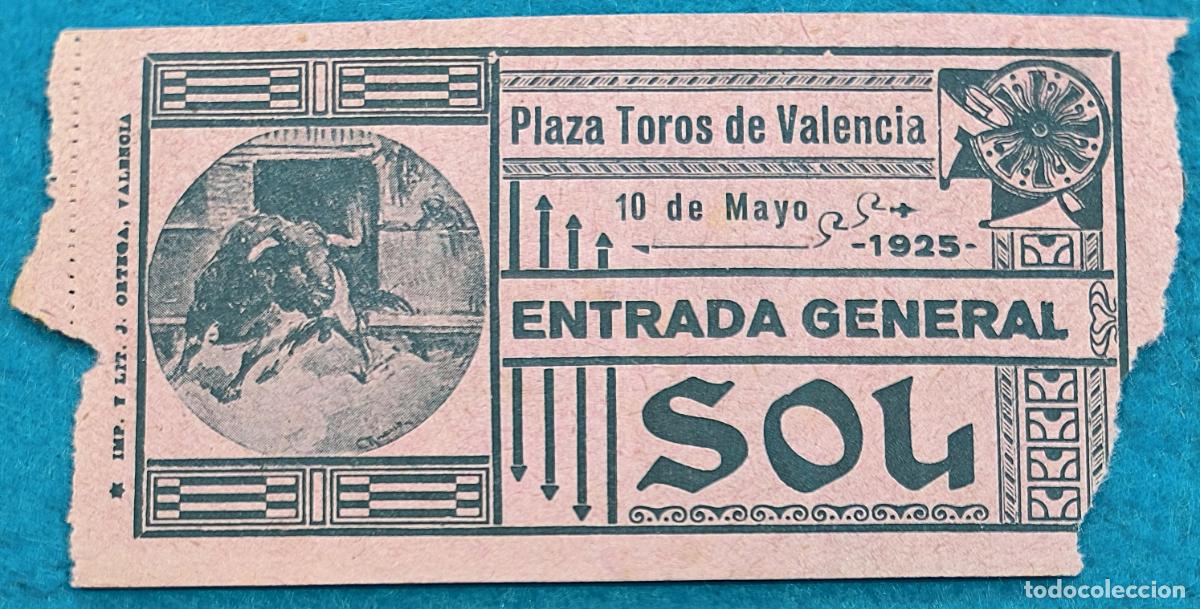 ★ IMP. Y LIT. J. ORTEGA, VALENCIA
Plaza Toros de Valencia
10 de Mayo
-1925-
ENTRADA GENERAL
SOL
todocoleccion